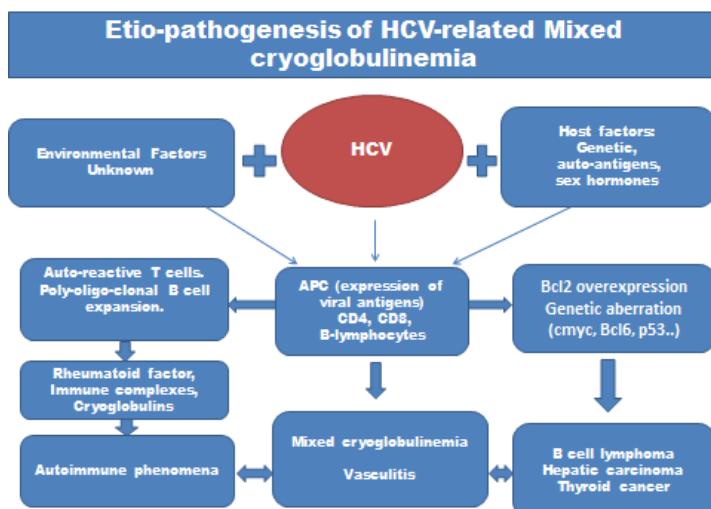 Etio-pathogenesis of HCV-related Mixed
cryoglobulinemia
Environmental Factors
Unknown
HCV
Host factors:
Genetic,
auto-antigens,
sex hormones
Auto-reactive T cells.
Poly-oligo-clonal B cell
expansion.
APC (expression of
viral antigens)
CD4, CD8,
B-lymphocytes
Bcl2 overexpression
Genetic aberration
(cmyc, Bcl6, p53..)
Rheumatoid factor,
Immune complexes,
Cryoglobulins
Autoimmune phenomena
Mixed cryoglobulinemia
Vasculitis
B cell lymphoma
Hepatic carcinoma
Thyroid cancer